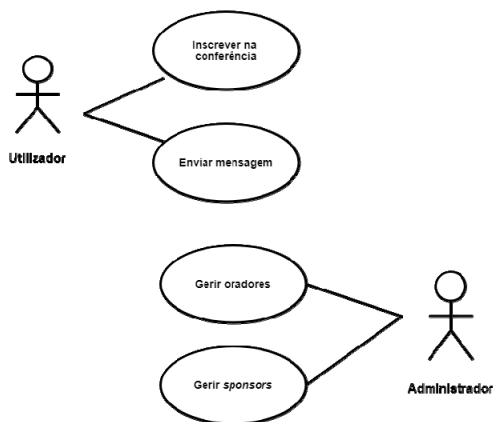 Inscrever na
conferência
Utilizador
Enviar mensagem
Gerir oradores
Gerir sponsors
Administrador